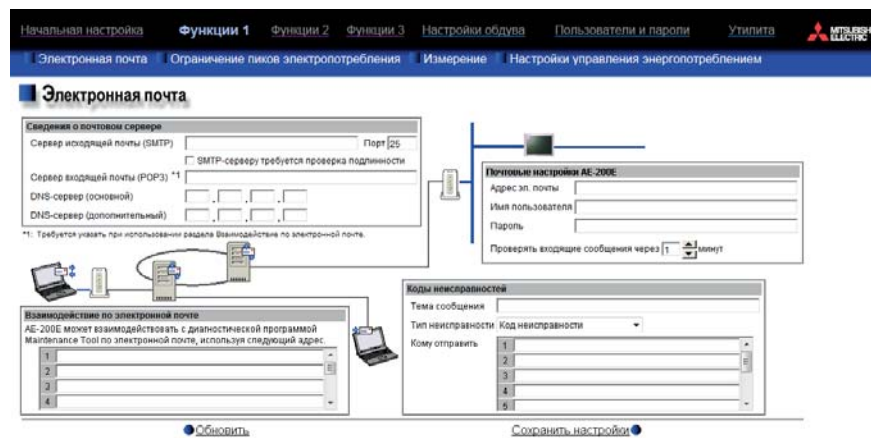 Начальная настройка Функции 1 Функции 2 Функции 3 Настройки обдува Пользователи и пароли Утилита MITSUBISHI ELECTRIC
Электронная почта Ограничение пиков электропотребления Измерение Настройки управления энергопотреблением
Электронная почта
Сведения о почтовом сервере
Сервер исходящей почты (SMTP) Порт 25
SMTP-серверу требуется проверка подлинности
Сервер входящей почты (POP3) *1
DNS-сервер (основной)
DNS-сервер (дополнительный)
*1: Требуется указать при использовании раздела Взаимодействие по электронной почте.
Почтовые настройки AE-200E
Адрес эл. почты
Имя пользователя
Пароль
Проверять входящие сообщения через 1 минут
Взаимодействие по электронной почте
AE-200E может взаимодействовать с диагностической программой
Maintenance Tool по электронной почте, используя следующий адрес.
1
2
3
4
Коды неисправностей
Тема сообщения
Тип неисправности Код неисправности
Кому отправить 1
2
3
4
5
Обновить Сохранить настройки